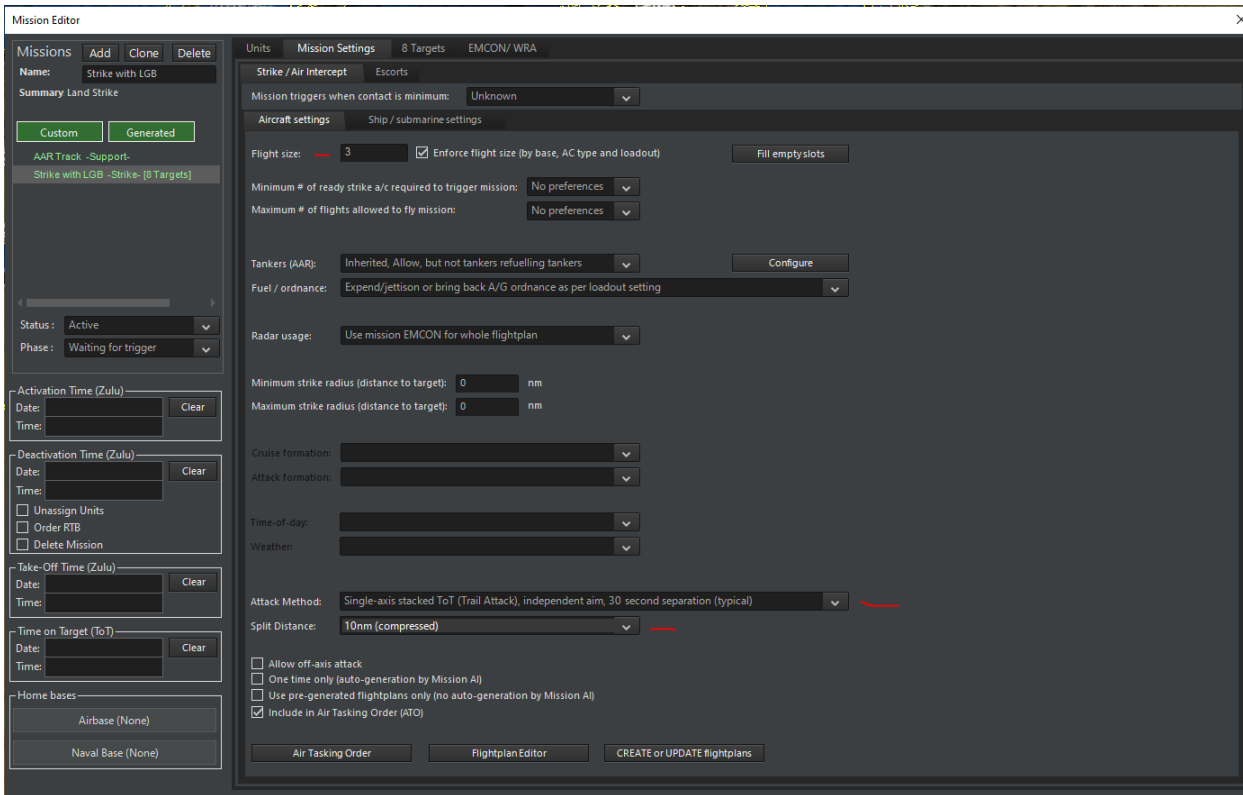 Mission Editor
Missions Add Clone Delete
Name: Strike with LGB
Summary Land Strike
Custom Generated
AAR Track -Support-
Strike with LGB -Strike- [8 Targets]
Status : Active
Phase : Waiting for trigger
Activation Time (Zulu)
Date: Clear
Time:
Deactivation Time (Zulu)
Date: Clear
Time:
Unassign Units
Order RTB
Delete Mission
Take-Off Time (Zulu)
Date: Clear
Time:
Time on Target (ToT)
Date: Clear
Time:
Home bases
Airbase (None)
Naval Base (None)
Units Mission Settings 8 Targets EMCON/ WRA
Strike / Air Intercept Escorts
Mission triggers when contact is minimum: Unknown
Aircraft settings Ship / submarine settings
Flight size: 3 Enforce flight size (by base, AC type and loadout) Fill empty slots
Minimum # of ready strike a/c required to trigger mission: No preferences
Maximum # of flights allowed to fly mission: No preferences
Tankers (AAR): Inherited, Allow, but not tankers refuelling tankers Configure
Fuel / ordnance: Expend/jettison or bring back A/G ordnance as per loadout setting
Radar usage: Use mission EMCON for whole flightplan
Minimum strike radius (distance to target): 0 nm
Maximum strike radius (distance to target): 0 nm
Cruise formation:
Attack formation:
Time-of-day:
Weather:
Attack Method: Single-axis stacked ToT (Trail Attack), independent aim, 30 second separation (typical)
Split Distance: 10nm (compressed)
Allow off-axis attack
One time only (auto-generation by Mission AI)
Use pre-generated flightplans only (no auto-generation by Mission AI)
Include in Air Tasking Order (ATO)
Air Tasking Order Flightplan Editor CREATE or UPDATE flightplans